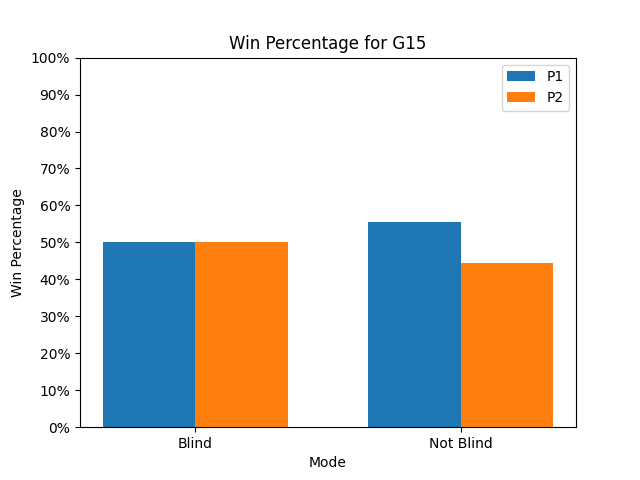 Win Percentage for G15
P1
P2
100%
90%
80%
70%
60%
50%
40%
30%
20%
10%
0%
Win Percentage
Blind
Not Blind
Mode